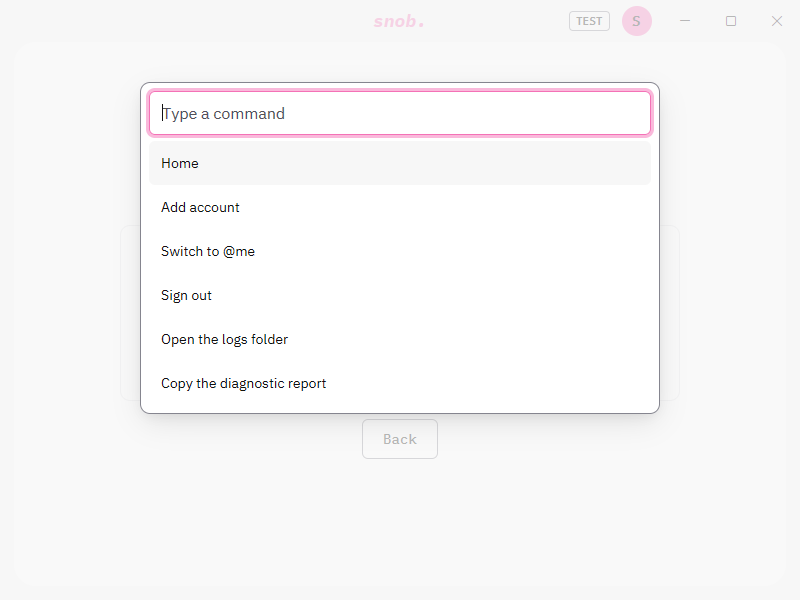 snob.
TEST
S
Type a command
Home
Add account
Switch to @me
Sign out
Open the logs folder
Copy the diagnostic report
Back